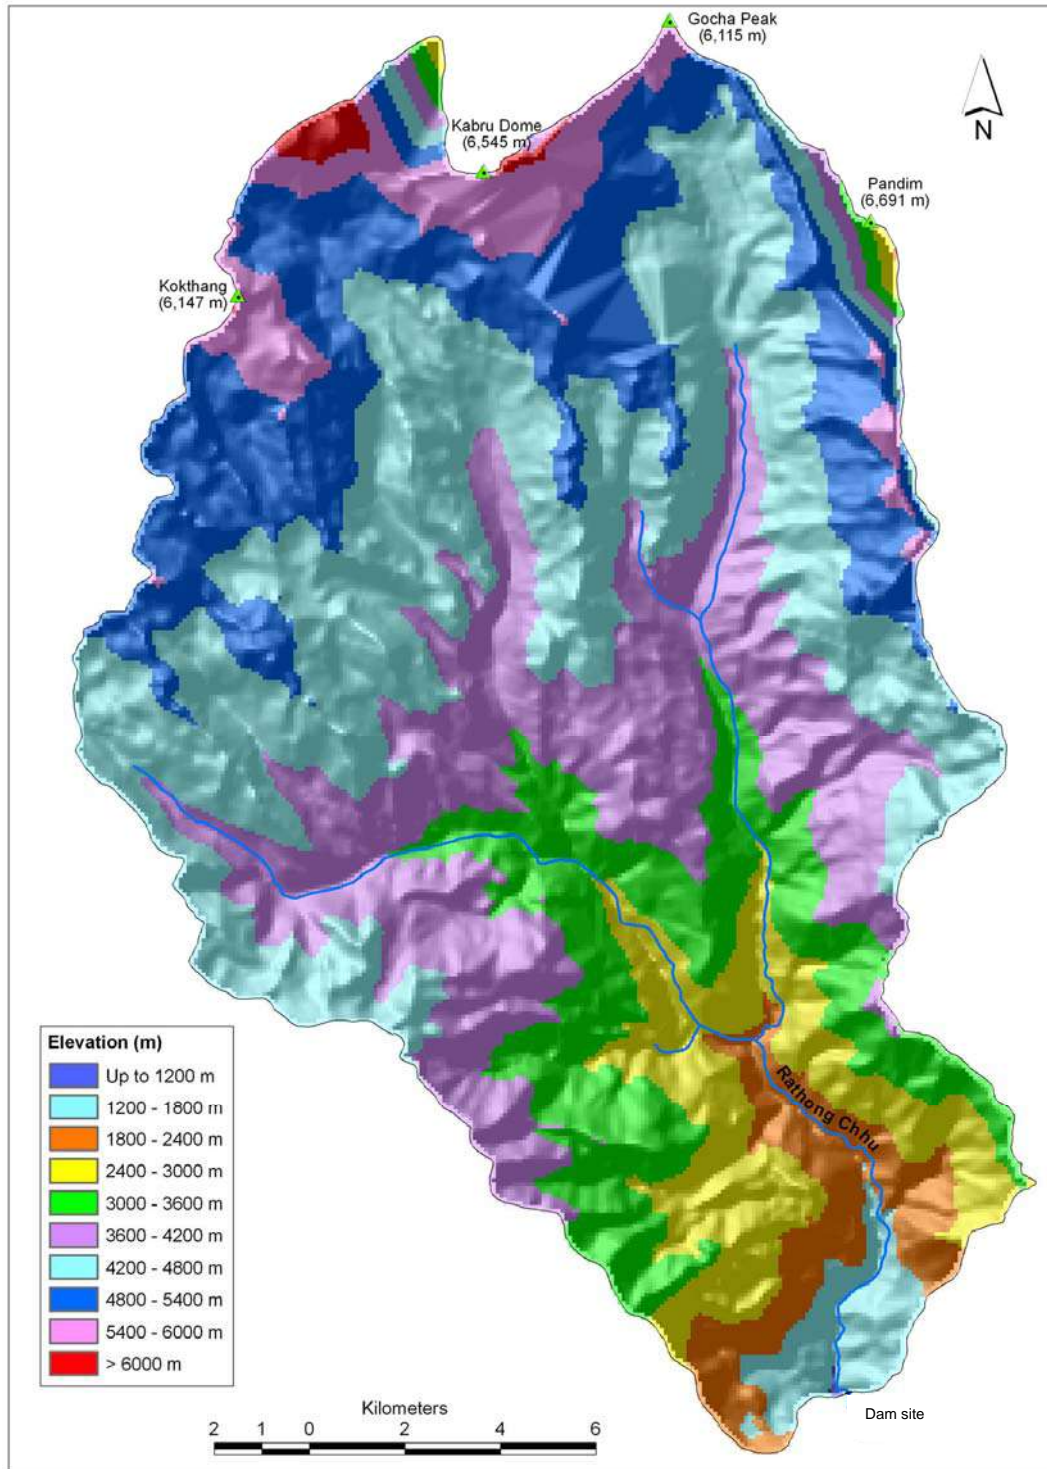 Gocha Peak
(6,115 m)
N
Kabru Dome
(6,545 m)
Pandim
(6,691 m)
Kokthang
(6,147 m)
Elevation (m)
Up to 1200 m
1200 - 1800 m
1800 - 2400 m
2400 - 3000 m
3000 - 3600 m
3600 - 4200 m
4200 - 4800 m
4800 - 5400 m
5400 - 6000 m
> 6000 m
Rathong Chhu
Kilometers
2 1 0 2 4 6
Dam site